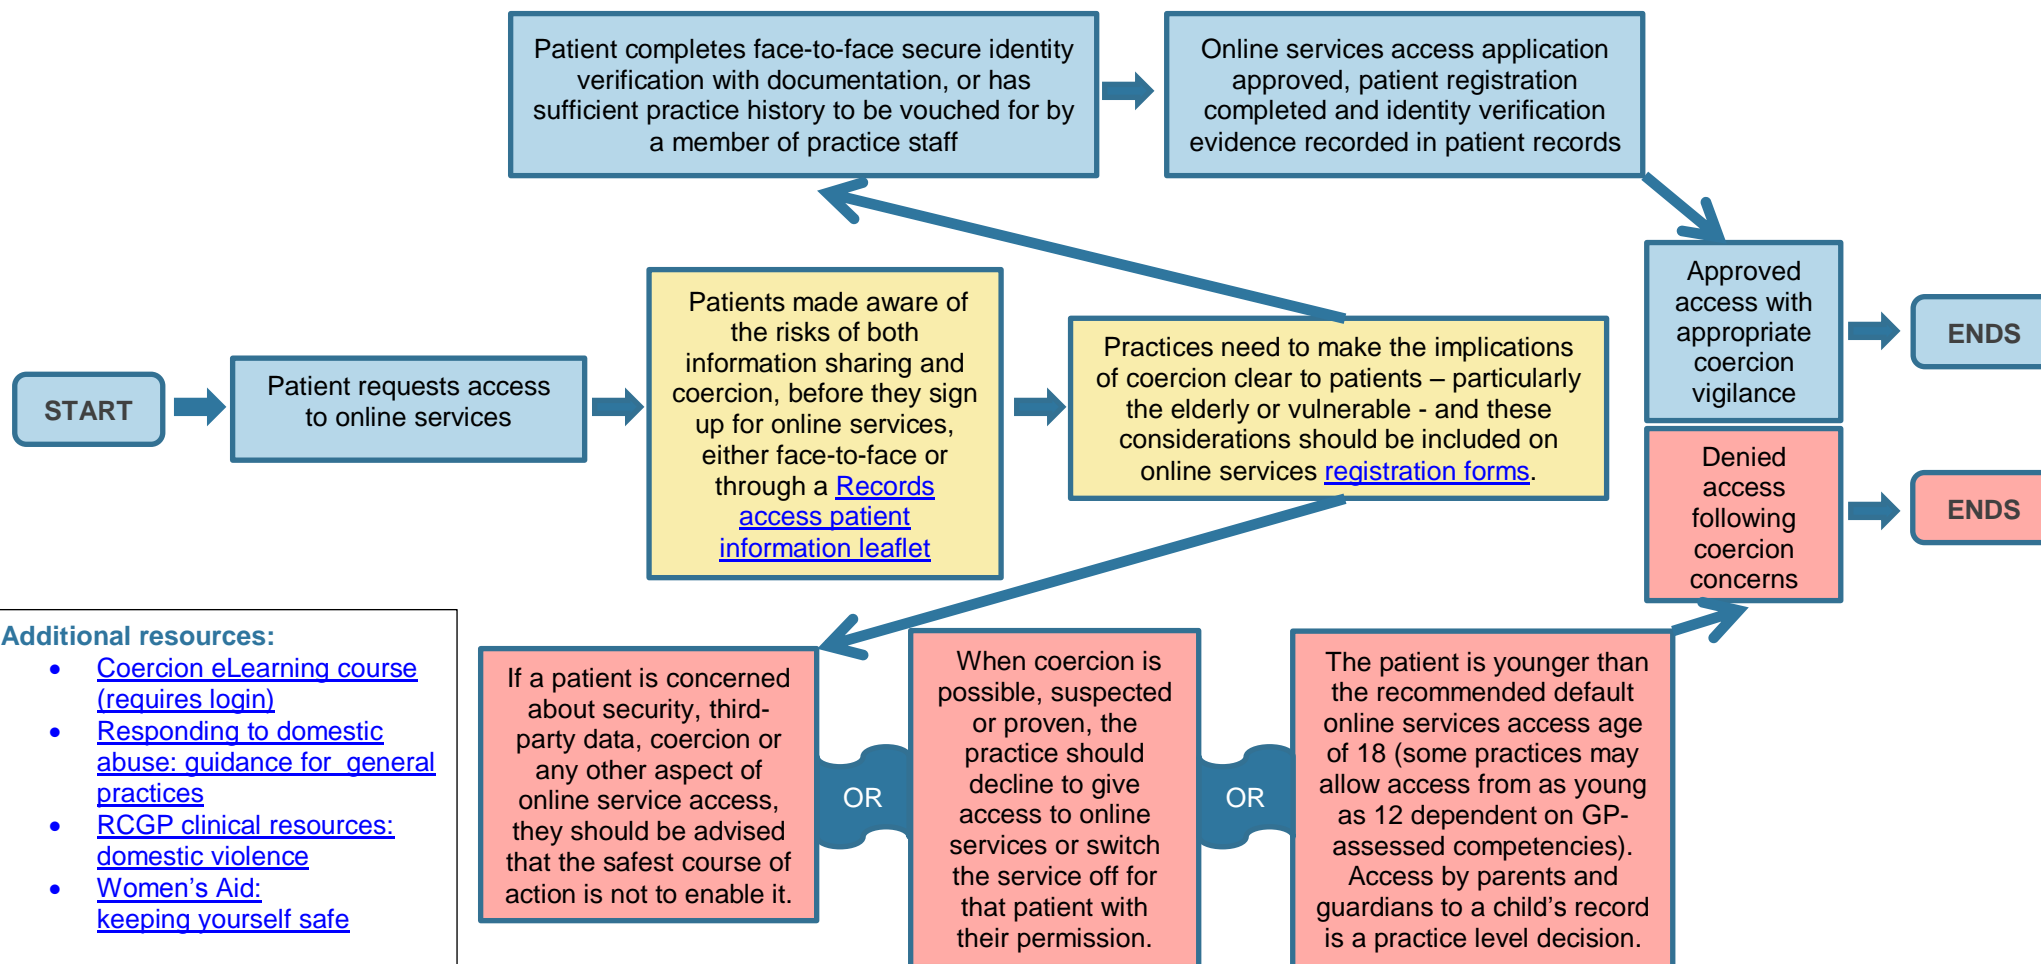 START
Patient requests access
to online services
Patients made aware of
the risks of both
information sharing and
coercion, before they sign
up for online services,
either face-to-face or
through a Records
access patient
information leaflet
Practices need to make the implications
of coercion clear to patients – particularly
the elderly or vulnerable - and these
considerations should be included on
online services registration forms.
Patient completes face-to-face secure identity
verification with documentation, or has
sufficient practice history to be vouched for by
a member of practice staff
Online services access application
approved, patient registration
completed and identity verification
evidence recorded in patient records
Approved
access with
appropriate
coercion
vigilance
ENDS
If a patient is concerned
about security, third-
party data, coercion or
any other aspect of
online service access,
they should be advised
that the safest course of
action is not to enable it.
OR
When coercion is
possible, suspected
or proven, the
practice should
decline to give
access to online
services or switch
the service off for
that patient with
their permission.
OR
The patient is younger than
the recommended default
online services access age
of 18 (some practices may
allow access from as young
as 12 dependent on GP-
assessed competencies).
Access by parents and
guardians to a child’s record
is a practice level decision.
Denied
access
following
coercion
concerns
ENDS
Additional resources:
• Coercion eLearning course
(requires login)
• Responding to domestic
abuse: guidance for general
practices
• RCGP clinical resources:
domestic violence
• Women’s Aid:
keeping yourself safe